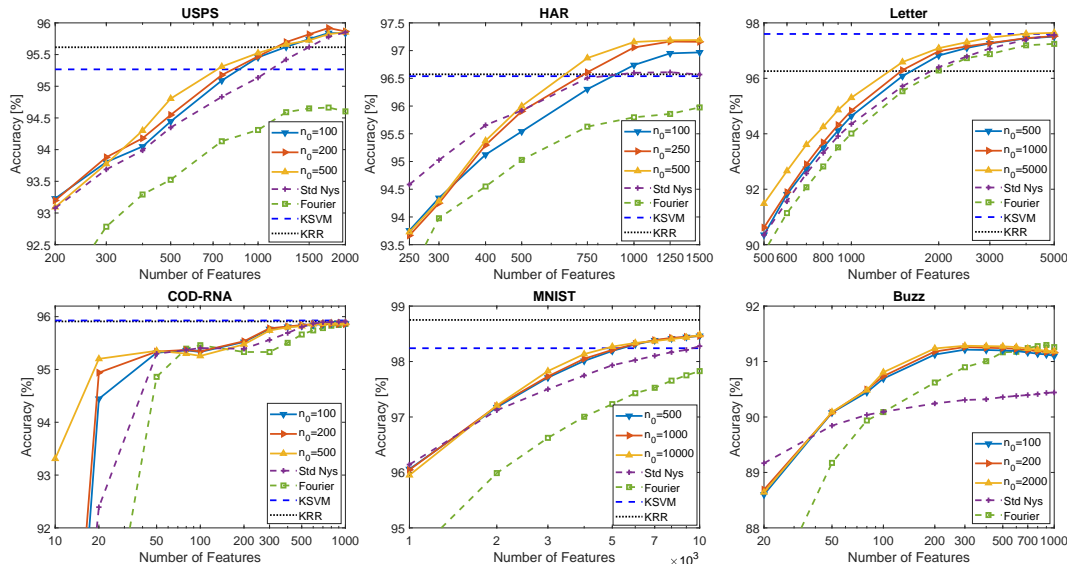 USPS
Accuracy [%]
96
95.5
95
94.5
94
93.5
93
92.5
n0=100
n0=200
n0=500
Std Nys
Fourier
KSVM
KRR
200 300 500 700 1000 1500 2000
Number of Features
HAR
Accuracy [%]
97.5
97
96.5
96
95.5
95
94.5
94
93.5
n0=100
n0=250
n0=500
Std Nys
Fourier
KSVM
KRR
250 300 400 500 750 1000 1250 1500
Number of Features
Letter
Accuracy [%]
98
96
94
92
90
n0=500
n0=1000
n0=5000
Std Nys
Fourier
KSVM
KRR
500 600 800 1000 2000 3000 5000
Number of Features
COD-RNA
Accuracy [%]
96
95
94
93
92
n0=100
n0=200
n0=500
Std Nys
Fourier
KSVM
KRR
10 20 50 100 200 300 500 1000
Number of Features
MNIST
Accuracy [%]
99
98
97
96
95
n0=500
n0=1000
n0=10000
Std Nys
Fourier
KSVM
KRR
1 2 3 5 7 10
Number of Features
× 10³
Buzz
Accuracy [%]
92
91
90
89
88
n0=100
n0=200
n0=2000
Std Nys
Fourier
20 50 100 200 300 500 700 1000
Number of Features